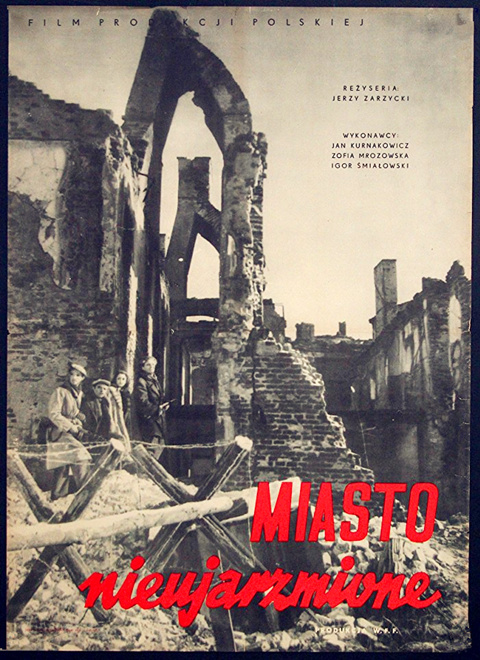 FILM PRODUKCJI POLSKIEJ
REŻYSERIA:
JERZY ZARZYCKI
WYKONAWCY:
JAN KURNAKOWICZ
ZOFIA MROZOWSKA
IGOR ŚMIAŁOWSKI
MIASTO
nieujarzmione
PRODUKCJA W.F.F.